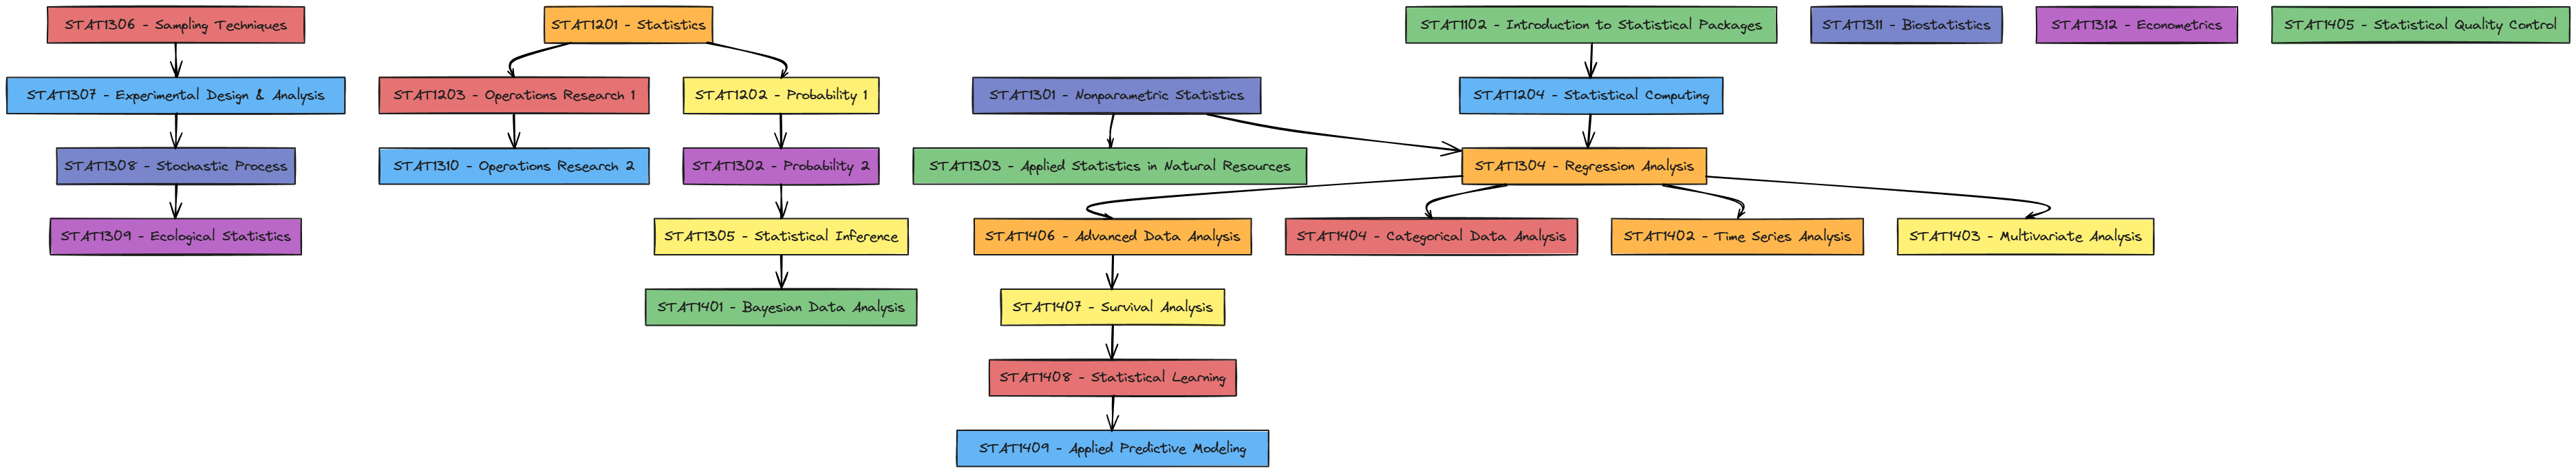 STAT1306 - Sampling Techniques
STAT1201 - Statistics
STAT1102 - Introduction to Statistical Packages
STAT1311 - Biostatistics
STAT1312 - Econometrics
STAT1405 - Statistical Quality Control
STAT1307 - Experimental Design & Analysis
STAT1203 - Operations Research 1
STAT1202 - Probability 1
STAT1301 - Nonparametric Statistics
STAT1204 - Statistical Computing
STAT1308 - Stochastic Process
STAT1310 - Operations Research 2
STAT1302 - Probability 2
STAT1303 - Applied Statistics in Natural Resources
STAT1304 - Regression Analysis
STAT1309 - Ecological Statistics
STAT1305 - Statistical Inference
STAT1406 - Advanced Data Analysis
STAT1404 - Categorical Data Analysis
STAT1402 - Time Series Analysis
STAT1403 - Multivariate Analysis
STAT1401 - Bayesian Data Analysis
STAT1407 - Survival Analysis
STAT1408 - Statistical Learning
STAT1409 - Applied Predictive Modeling